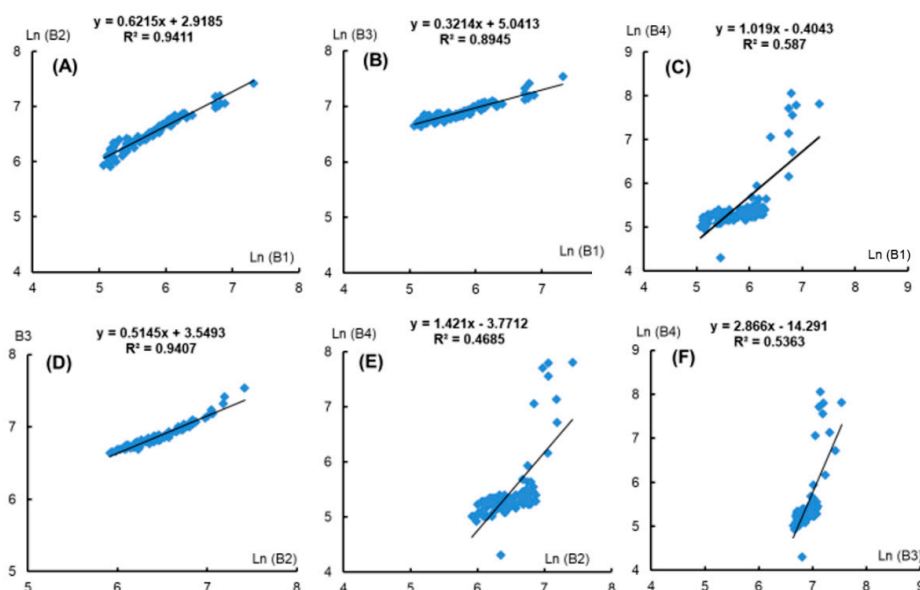 y = 0.6215x + 2.9185
R² = 0.9411
Ln (B2)
(A)
8
7
6
5
4
4 5 6 7 8
Ln (B1)
y = 0.3214x + 5.0413
R² = 0.8945
Ln (B3)
(B)
8
7
6
5
4
4 5 6 7 8
Ln (B1)
y = 1.019x - 0.4043
R² = 0.587
Ln (B4)
(C)
9
8
7
6
5
4
4 5 6 7 8 9
Ln (B1)
y = 0.5145x + 3.5493
R² = 0.9407
B3
(D)
8
7
6
5
5 6 7 8
Ln (B2)
y = 1.421x - 3.7712
R² = 0.4685
Ln (B4)
(E)
8
7
6
5
4
4 5 6 7 8
Ln (B2)
y = 2.866x - 14.291
R² = 0.5363
Ln (B4)
(F)
9
8
7
6
5
4
4 5 6 7 8 9
Ln (B3)